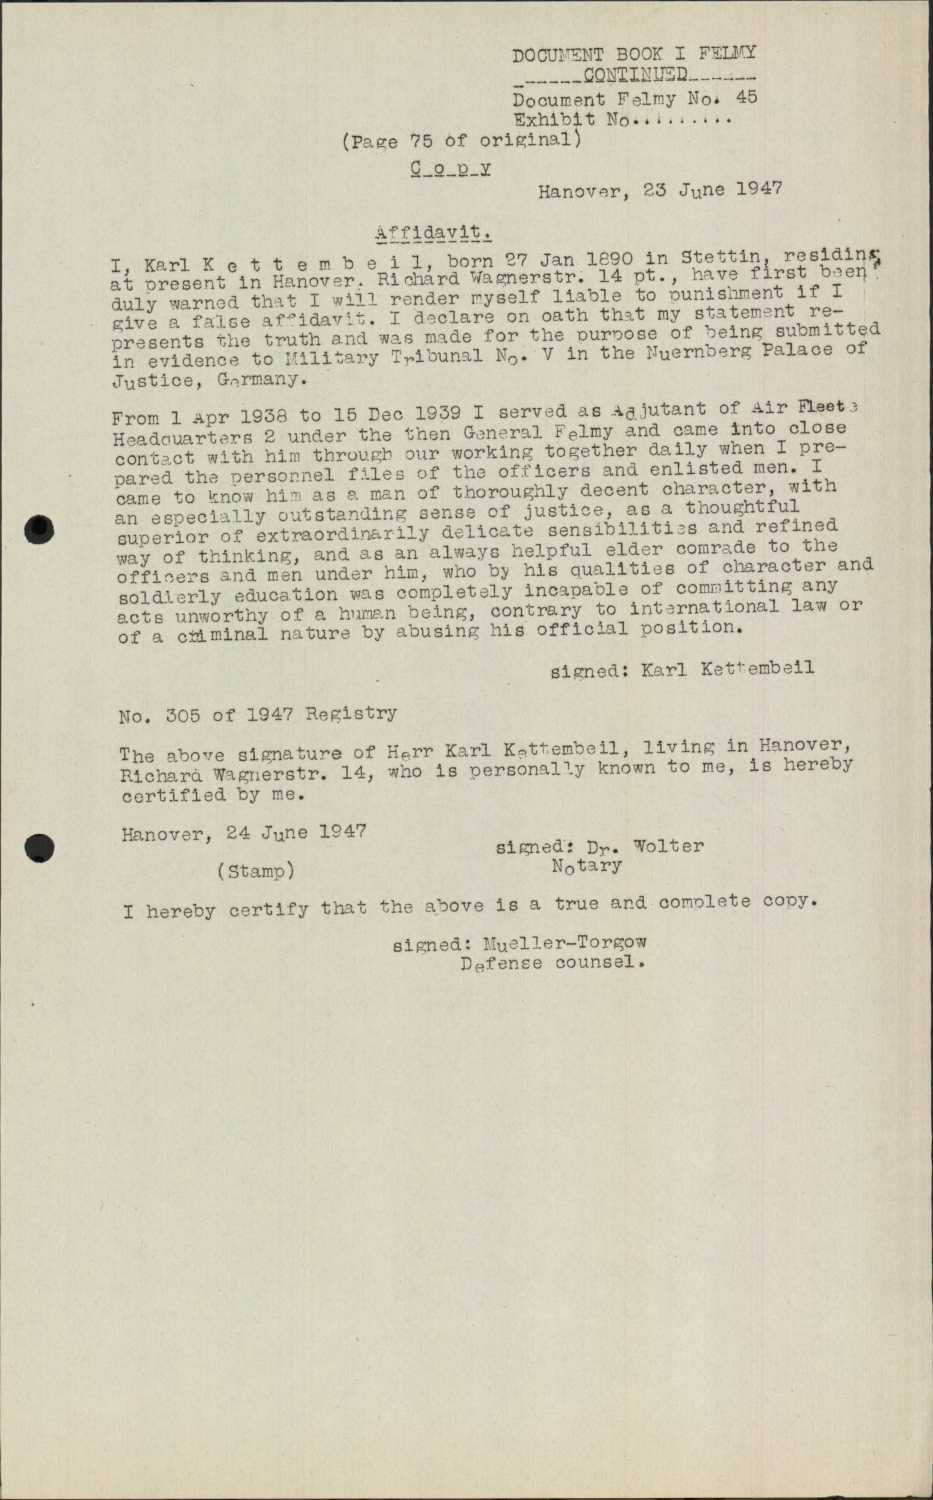 DOCUMENT BOOK I FELMY
CONTINUED
Document Felmy No. 45
Exhibit No..........
(Page 75 of original)
C o p y
Hanover, 23 June 1947
Affidavit.
I, Karl K e t t e m b e i l, born 27 Jan 1890 in Stettin, residing
at present in Hanover, Richard Wagnerstr. 14 pt., have first been
duly warned that I will render myself liable to punishment if I
give a false affidavit. I declare on oath that my statement re-
presents the truth and was made for the purpose of being submitted
in evidence to Military Tribunal No. V in the Nuernberg Palace of
Justice, Germany.
From 1 Apr 1938 to 15 Dec 1939 I served as Adjutant of Air Fleet
Headquarters 2 under the then General Felmy and came into close
contact with him through our working together daily when I pre-
pared the personnel files of the officers and enlisted men. I
came to know him as a man of thoroughly decent character, with
an especially outstanding sense of justice, as a thoughtful
superior of extraordinarily delicate sensibilities and refined
way of thinking, and as an always helpful elder comrade to the
officers and men under him, who by his qualities of character and
soldierly education was completely incapable of committing any
acts unworthy of a human being, contrary to international law or
of a criminal nature by abusing his official position.
signed: Karl Kettembeil
No. 305 of 1947 Registry
The above signature of Herr Karl Kettembeil, living in Hanover,
Richard Wagnerstr. 14, who is personally known to me, is hereby
certified by me.
Hanover, 24 June 1947
signed: Dr. Wolter
(Stamp)
Notary
I hereby certify that the above is a true and complete copy.
signed: Mueller-Torgow
Defense counsel.